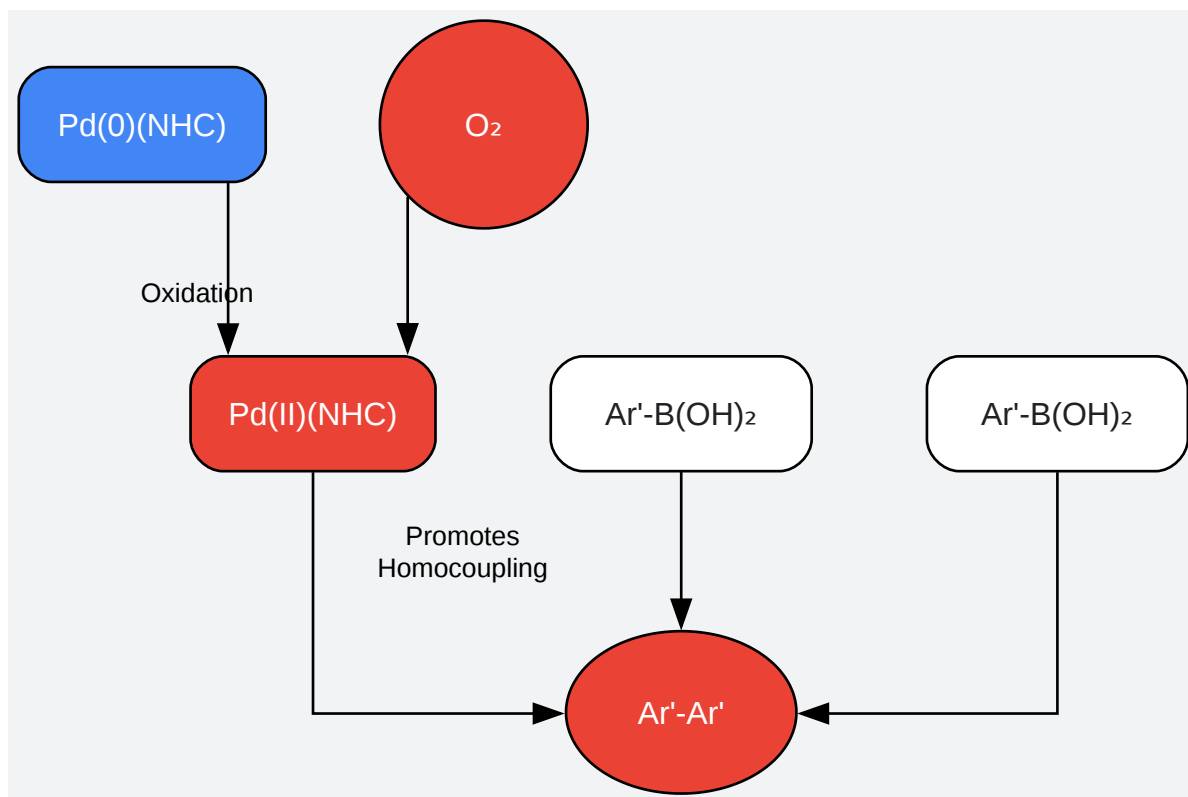 Pd(0)(NHC)
O₂
Oxidation
Pd(II)(NHC)
Ar'-B(OH)₂
Ar'-B(OH)₂
Promotes
Homocoupling
Ar'-Ar'